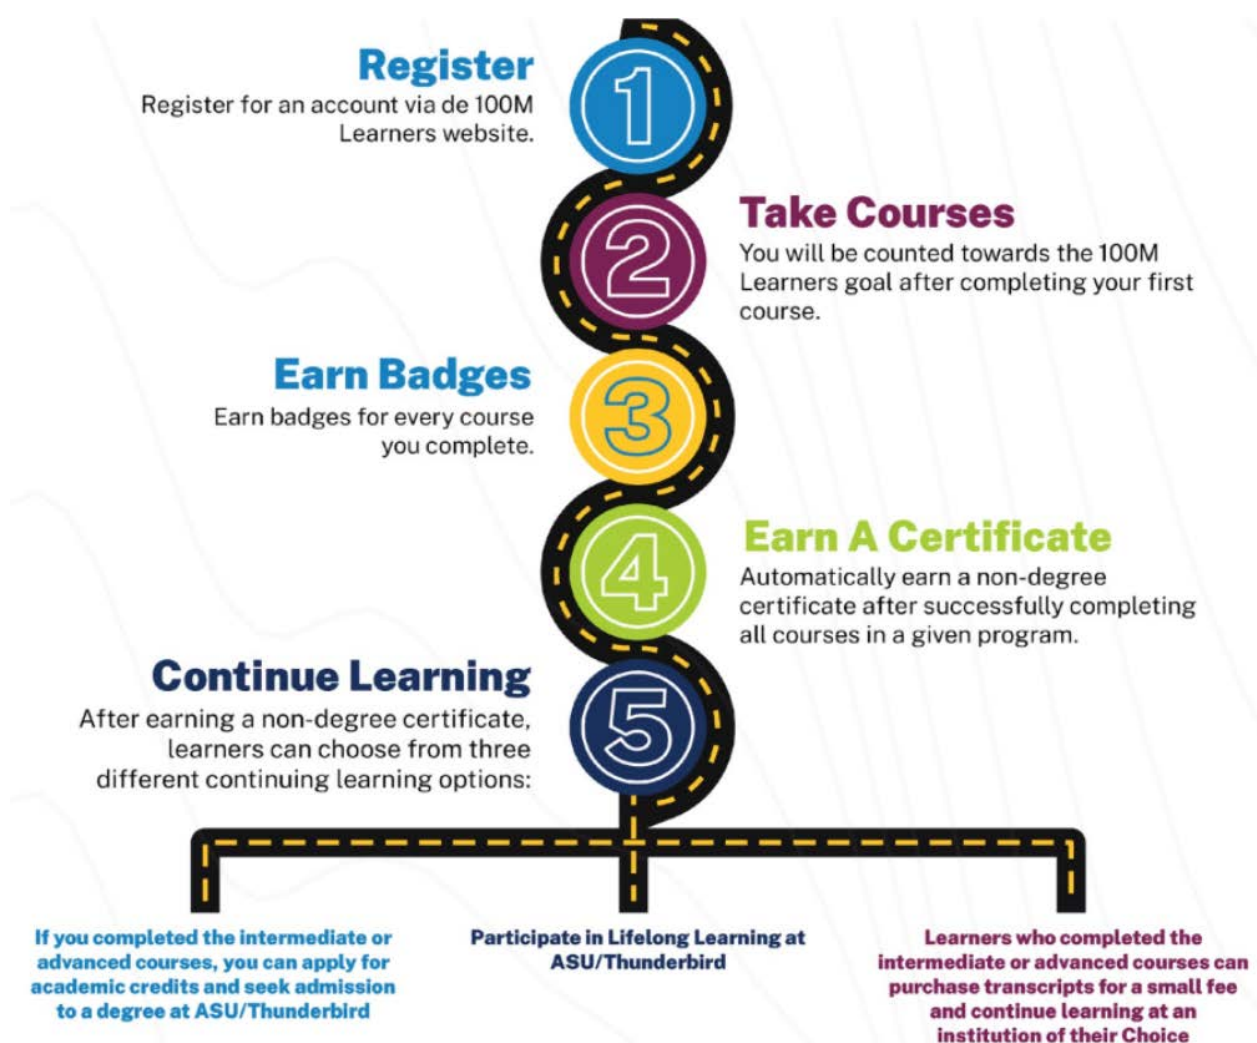 1
Register
Register for an account via de 100M
Learners website.
2
Take Courses
You will be counted towards the 100M
Learners goal after completing your first
course.
3
Earn Badges
Earn badges for every course
you complete.
4
Earn A Certificate
Automatically earn a non-degree
certificate after successfully completing
all courses in a given program.
5
Continue Learning
After earning a non-degree certificate,
learners can choose from three
different continuing learning options:
If you completed the intermediate or
advanced courses, you can apply for
academic credits and seek admission
to a degree at ASU/Thunderbird
Participate in Lifelong Learning at
ASU/Thunderbird
Learners who completed the
intermediate or advanced courses can
purchase transcripts for a small fee
and continue learning at an
institution of their Choice